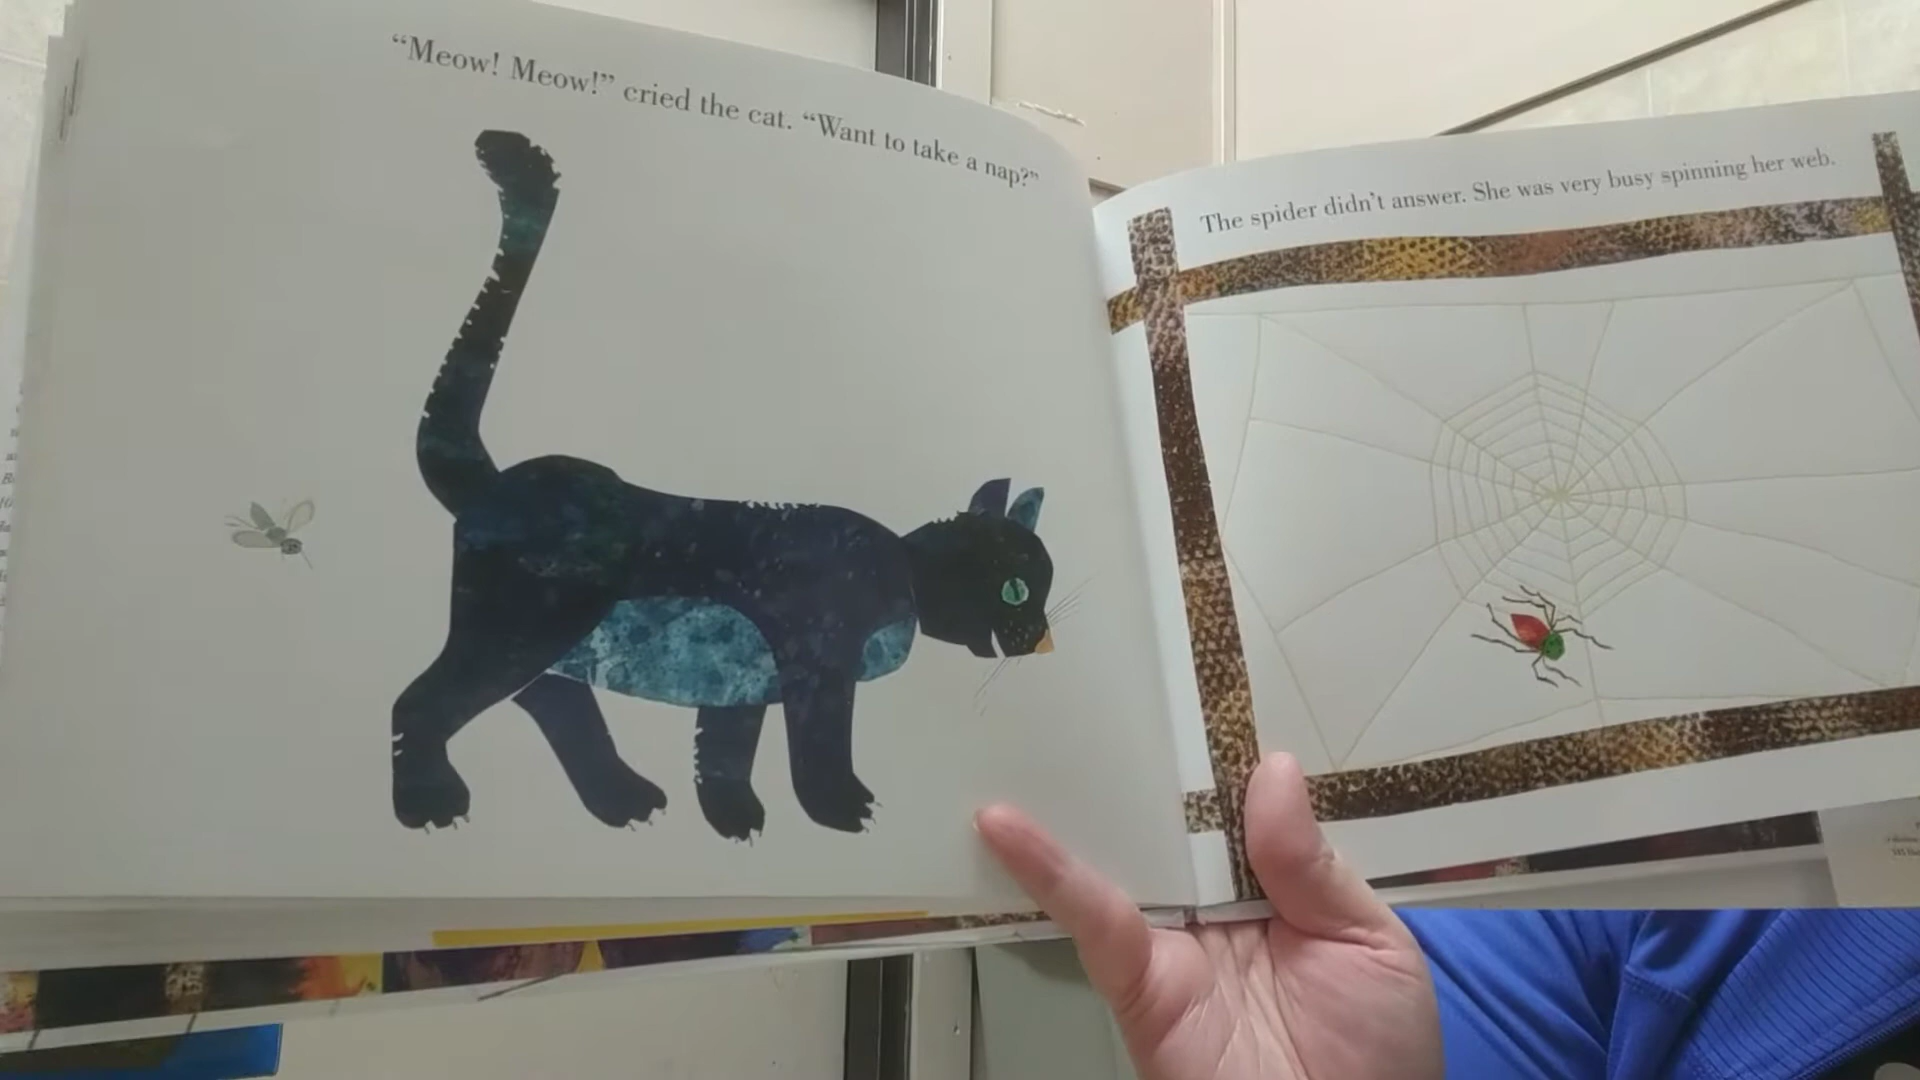 “Meow! Meow!” cried the cat. “Want to take a nap?”
The spider didn’t answer. She was very busy spinning her web.